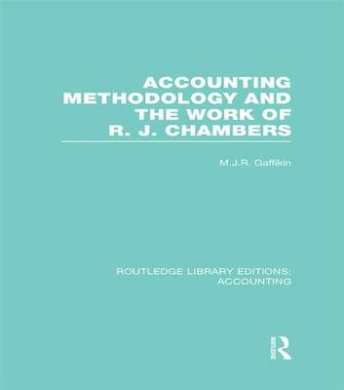 ACCOUNTING
METHODOLOGY AND
THE WORK OF
R. J. CHAMBERS
M.J.R. Gaffikin
ROUTLEDGE LIBRARY EDITIONS:
ACCOUNTING
ROUTLEDGE